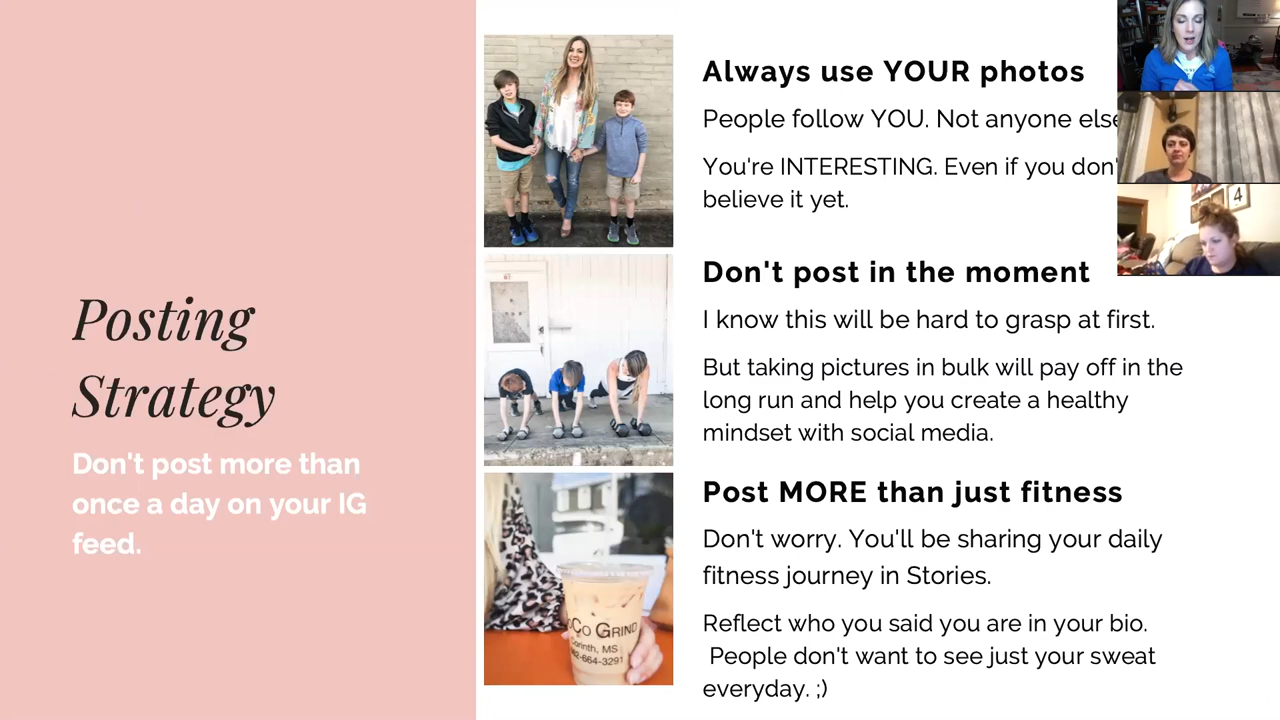 Posting
Strategy
Don't post more than
once a day on your IG
feed.
Always use YOUR photos
People follow YOU. Not anyone else
You're INTERESTING. Even if you don'
believe it yet.
Don't post in the moment
I know this will be hard to grasp at first.
But taking pictures in bulk will pay off in the
long run and help you create a healthy
mindset with social media.
Post MORE than just fitness
Don't worry. You'll be sharing your daily
fitness journey in Stories.
Reflect who you said you are in your bio.
People don't want to see just your sweat
everyday. ;)
Co Grind
orinth, MS
2-664-3291
4